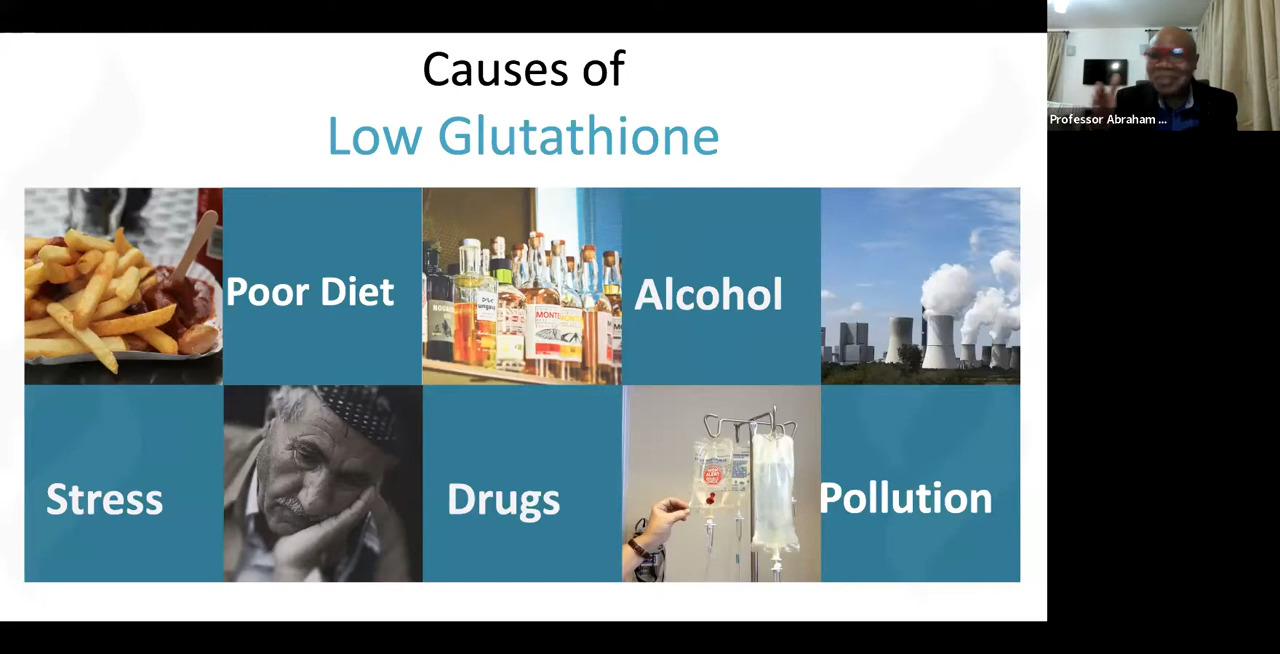 Causes of
Low Glutathione
Professor Abraham ...
Poor Diet
Alcohol
Stress
Drugs
Pollution